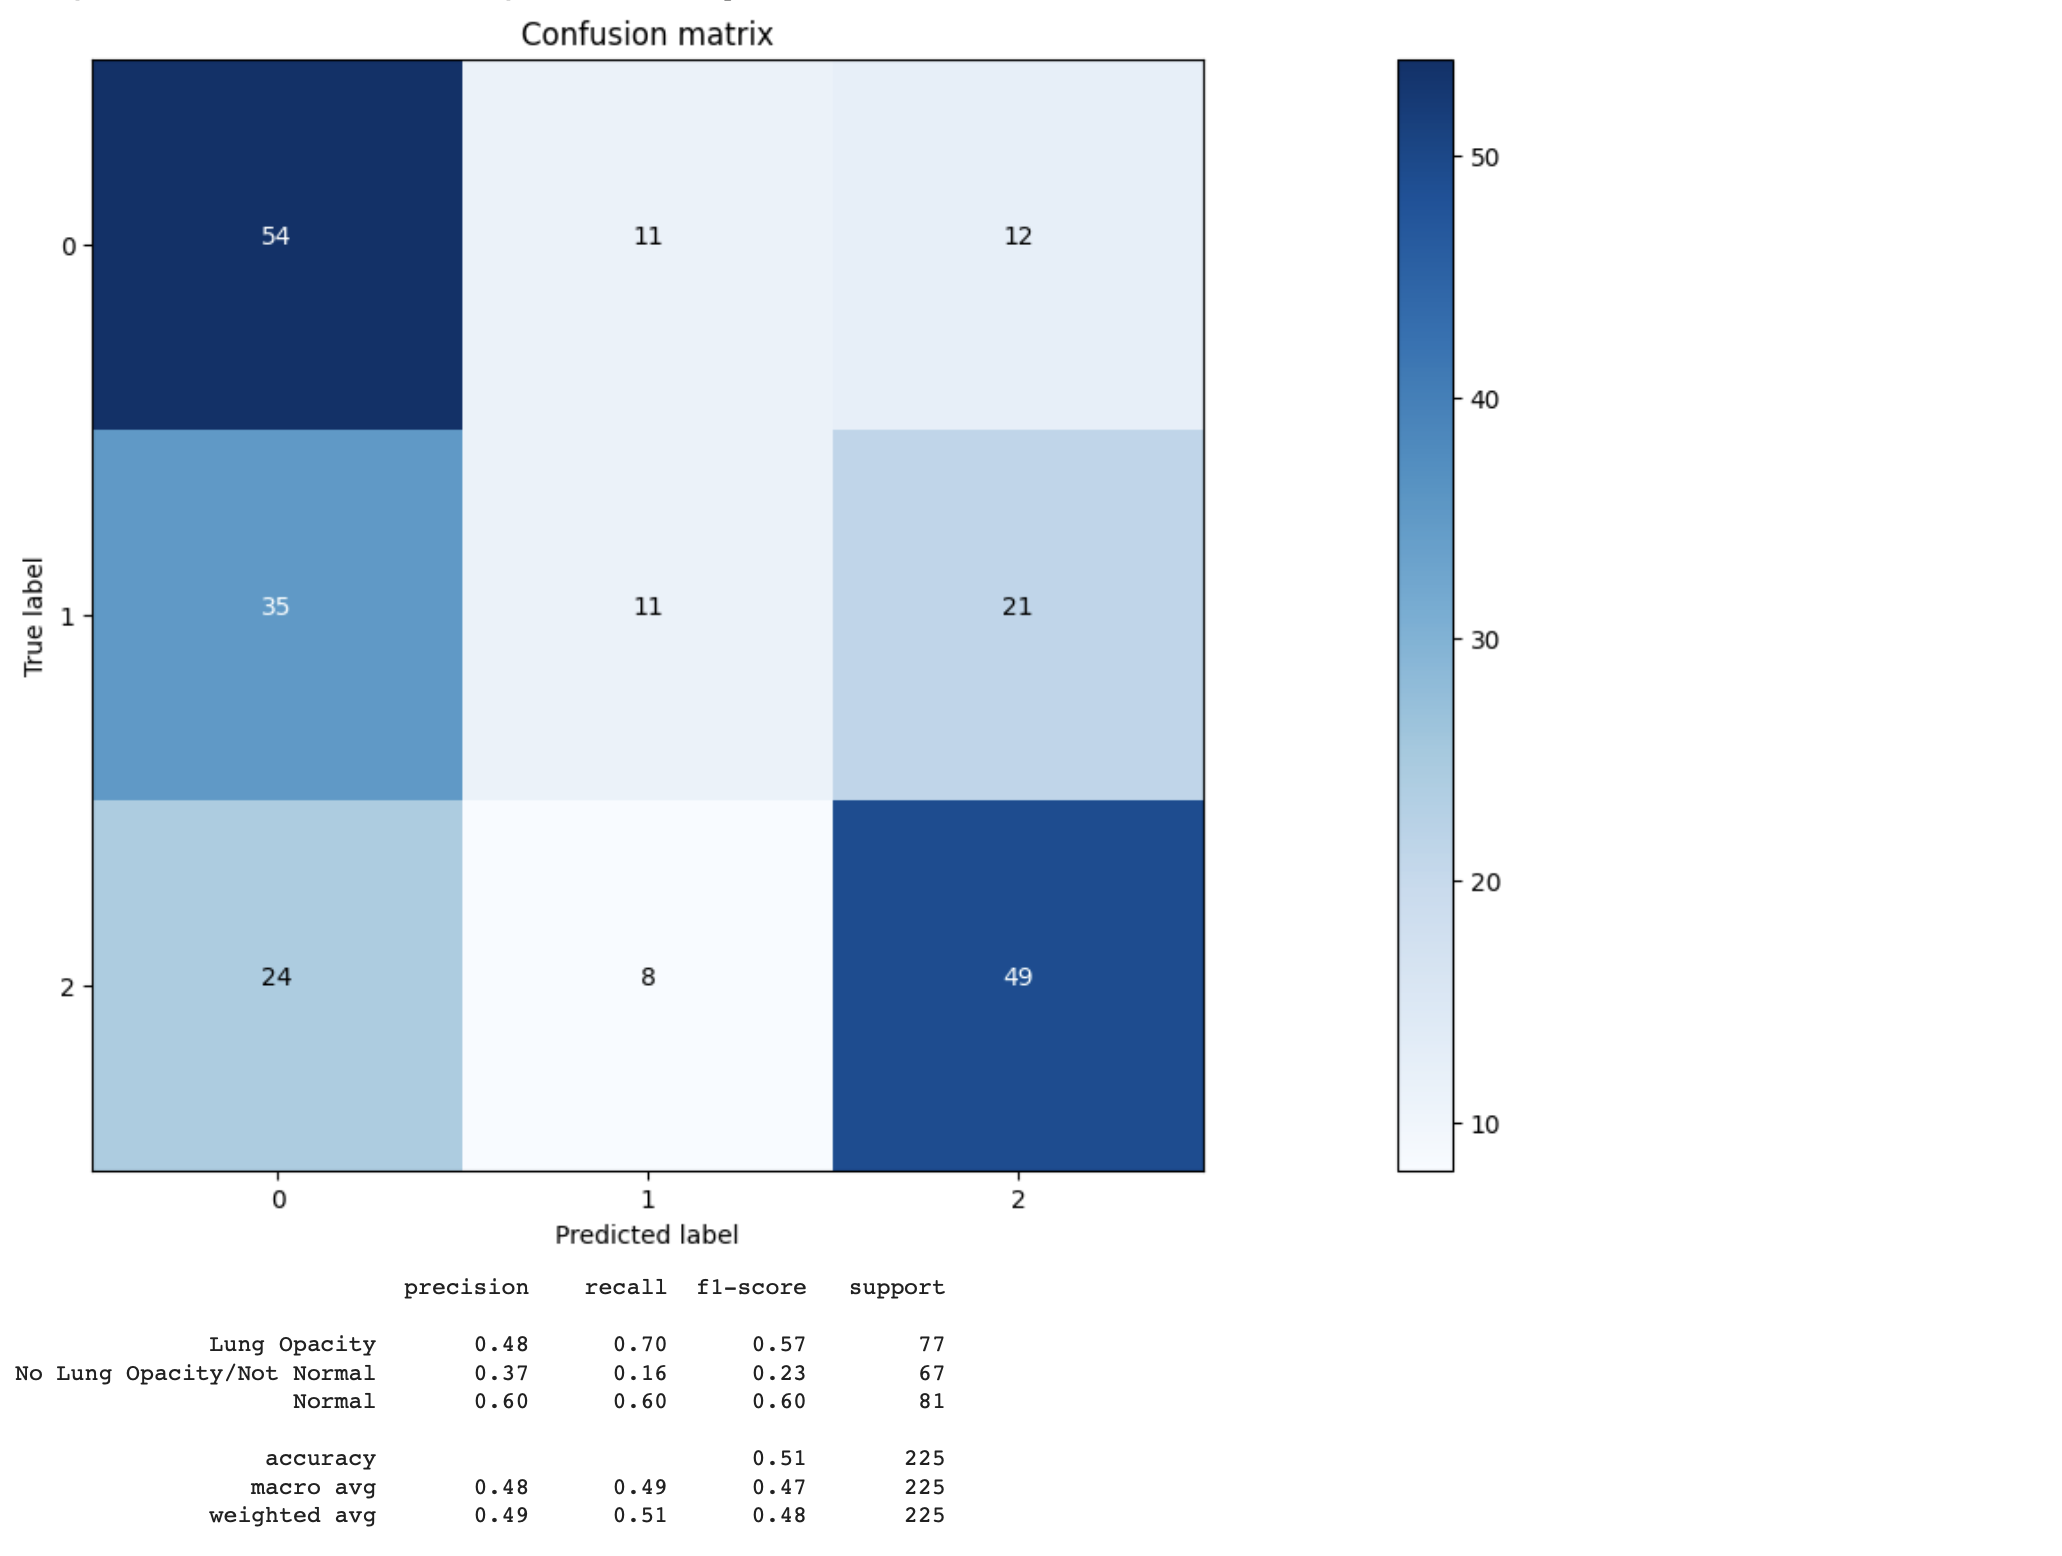 Confusion matrix
54 11 12
35 11 21
24 8 49
0
1
2
True label
0 1 2
Predicted label
50
40
30
20
10
precision recall f1-score support
Lung Opacity 0.48 0.70 0.57 77
No Lung Opacity/Not Normal 0.37 0.16 0.23 67
Normal 0.60 0.60 0.60 81
accuracy 0.51 225
macro avg 0.48 0.49 0.47 225
weighted avg 0.49 0.51 0.48 225